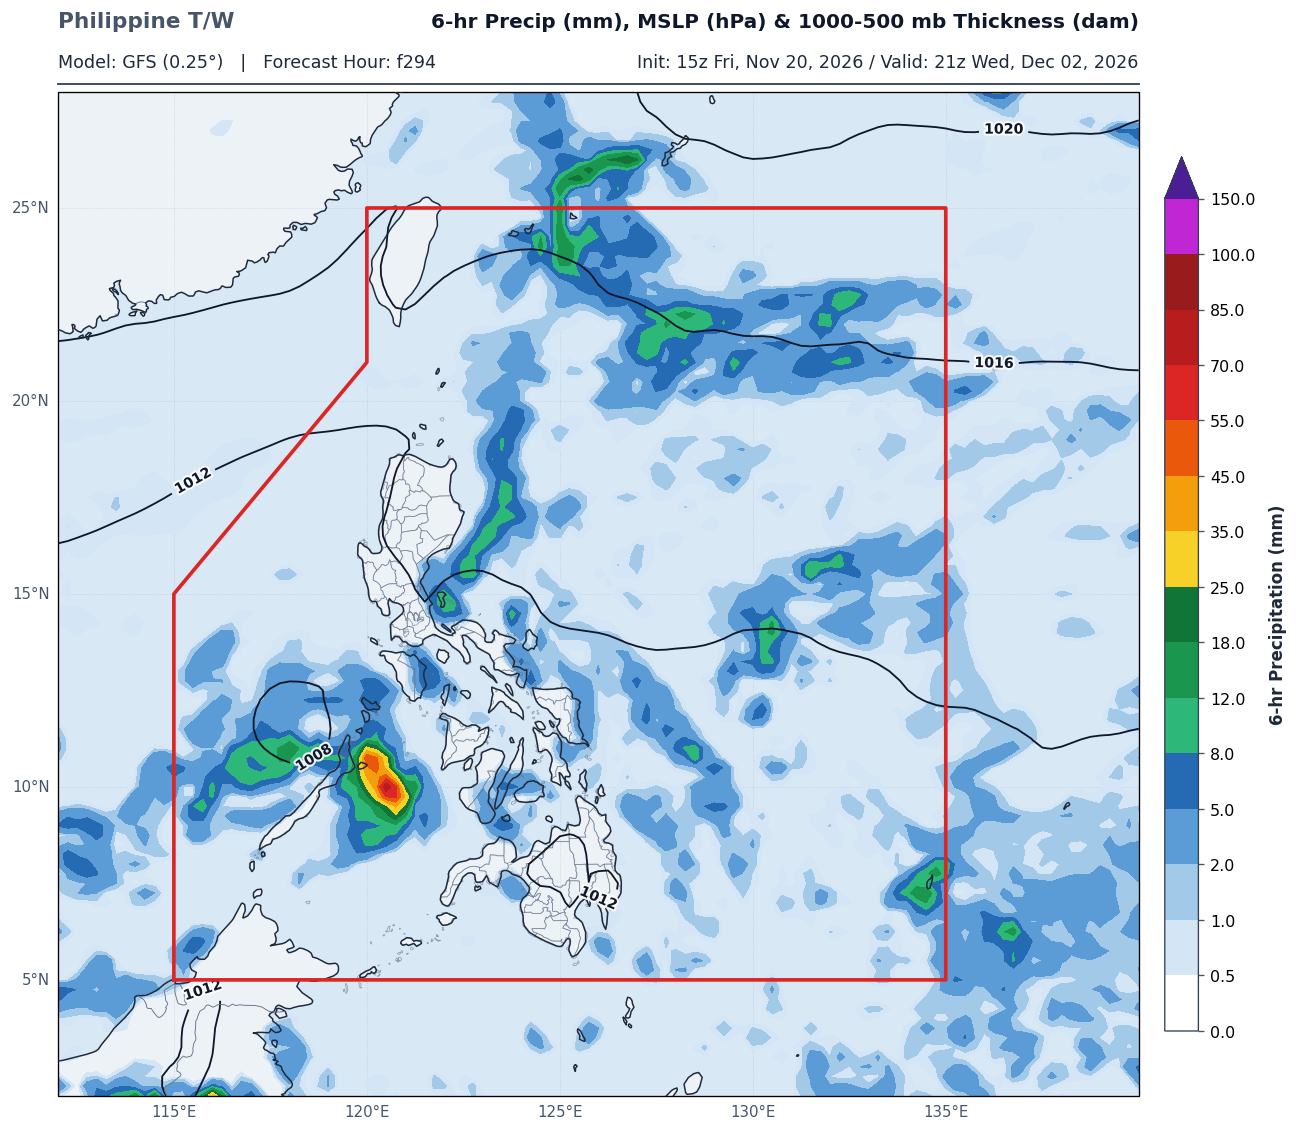 Philippine T/W
6-hr Precip (mm), MSLP (hPa) & 1000-500 mb Thickness (dam)
Model: GFS (0.25°) | Forecast Hour: f294
Init: 15z Fri, Nov 20, 2026 / Valid: 21z Wed, Dec 02, 2026
1020
1016
1012
1008
1012
1012
25°N
20°N
15°N
10°N
5°N
115°E
120°E
125°E
130°E
135°E
150.0
100.0
85.0
70.0
55.0
45.0
35.0
25.0
18.0
12.0
8.0
5.0
2.0
1.0
0.5
0.0
6-hr Precipitation (mm)